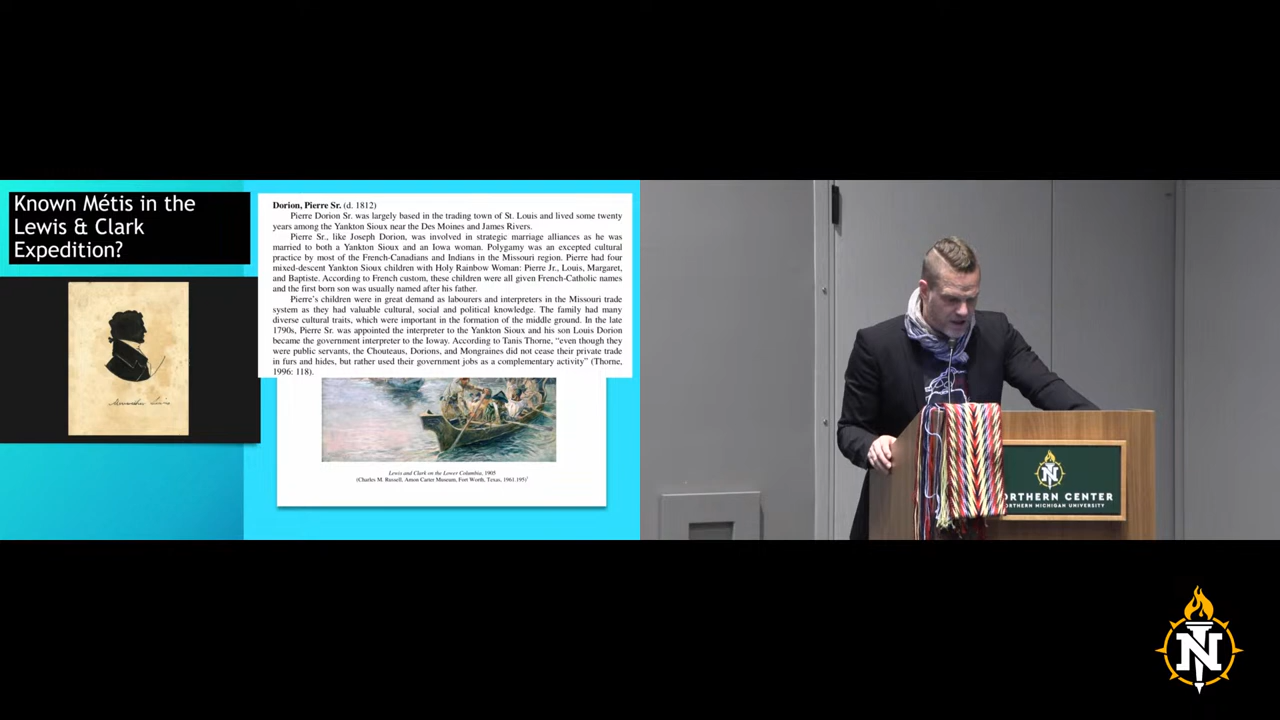 Known Métis in the
Lewis & Clark
Expedition?
Dorion, Pierre Sr. (d. 1812)
Pierre Dorion Sr. was largely based in the trading town of St. Louis and lived some twenty
years among the Yankton Sioux near the Des Moines and James Rivers.
Pierre Sr., like Joseph Dorion, was involved in strategic marriage alliances as he was
married to both a Yankton Sioux and an Iowa woman. Polygamy was an excepted cultural
practice by most of the French-Canadians and Indians in the Missouri region. Pierre had four
mixed-descent Yankton Sioux children with Holy Rainbow Woman: Pierre Jr., Louis, Margaret,
and Baptiste. According to French custom, these children were all given French-Catholic names
and the first born son was usually named after his father.
Pierre's children were in great demand as labourers and interpreters in the Missouri trade
system as they had valuable cultural, social and political knowledge. The family had many
diverse cultural traits, which were important in the formation of the middle ground. In the late
1790s, Pierre Sr. was appointed the interpreter to the Yankton Sioux and his son Louis Dorion
became the government interpreter to the Ioway. According to Tanis Thorne, "even though they
were public servants, the Chouteaus, Dorions, and Mongraines did not cease their private trade
in furs and hides, but rather used their government jobs as a complementary activity" (Thorne,
1996: 118).
Lewis and Clark on the Lower Columbia, 1905
(Charles M. Russell, Amon Carter Museum, Fort Worth, Texas, 1961.195)
N
ORTHERN CENTER
ORTHERN MICHIGAN UNIVERSITY
N